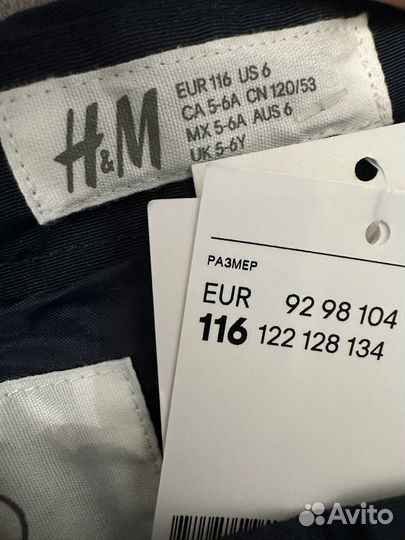 H&M
EUR 116 US 6
CA 5-6A CN 120/53
MX 5-6A AUS 6
UK 5-6Y
РАЗМЕР
EUR 92 98 104
116 122 128 134
Avito